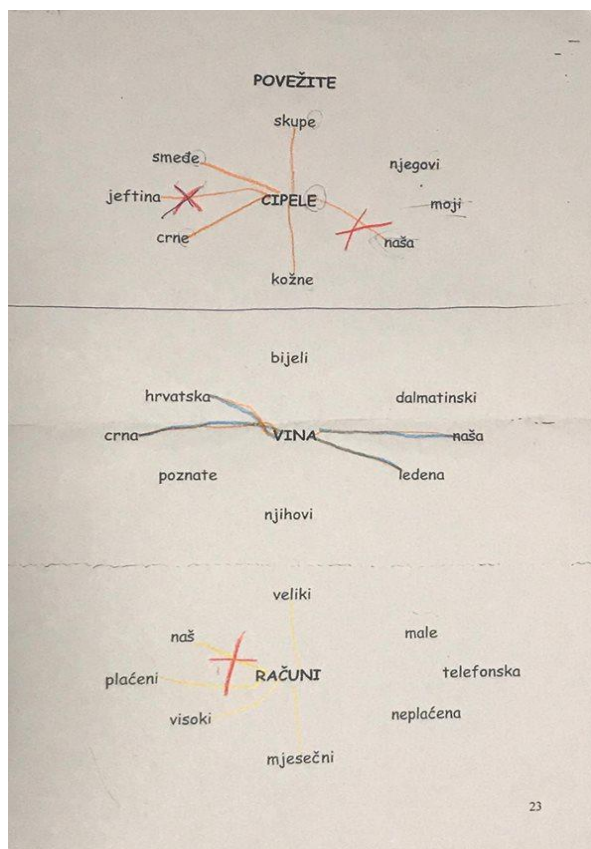 POVEŽITE
skupe
smeđe
njegovi
jeftina
CIPELE
moji
crne
naša
kožne
bijeli
hrvatska
dalmatinski
crna
VINA
naša
poznate
ledena
njihovi
veliki
naš
male
plaćeni
RAČUNI
telefonska
visoki
neplaćena
mjesečni
23